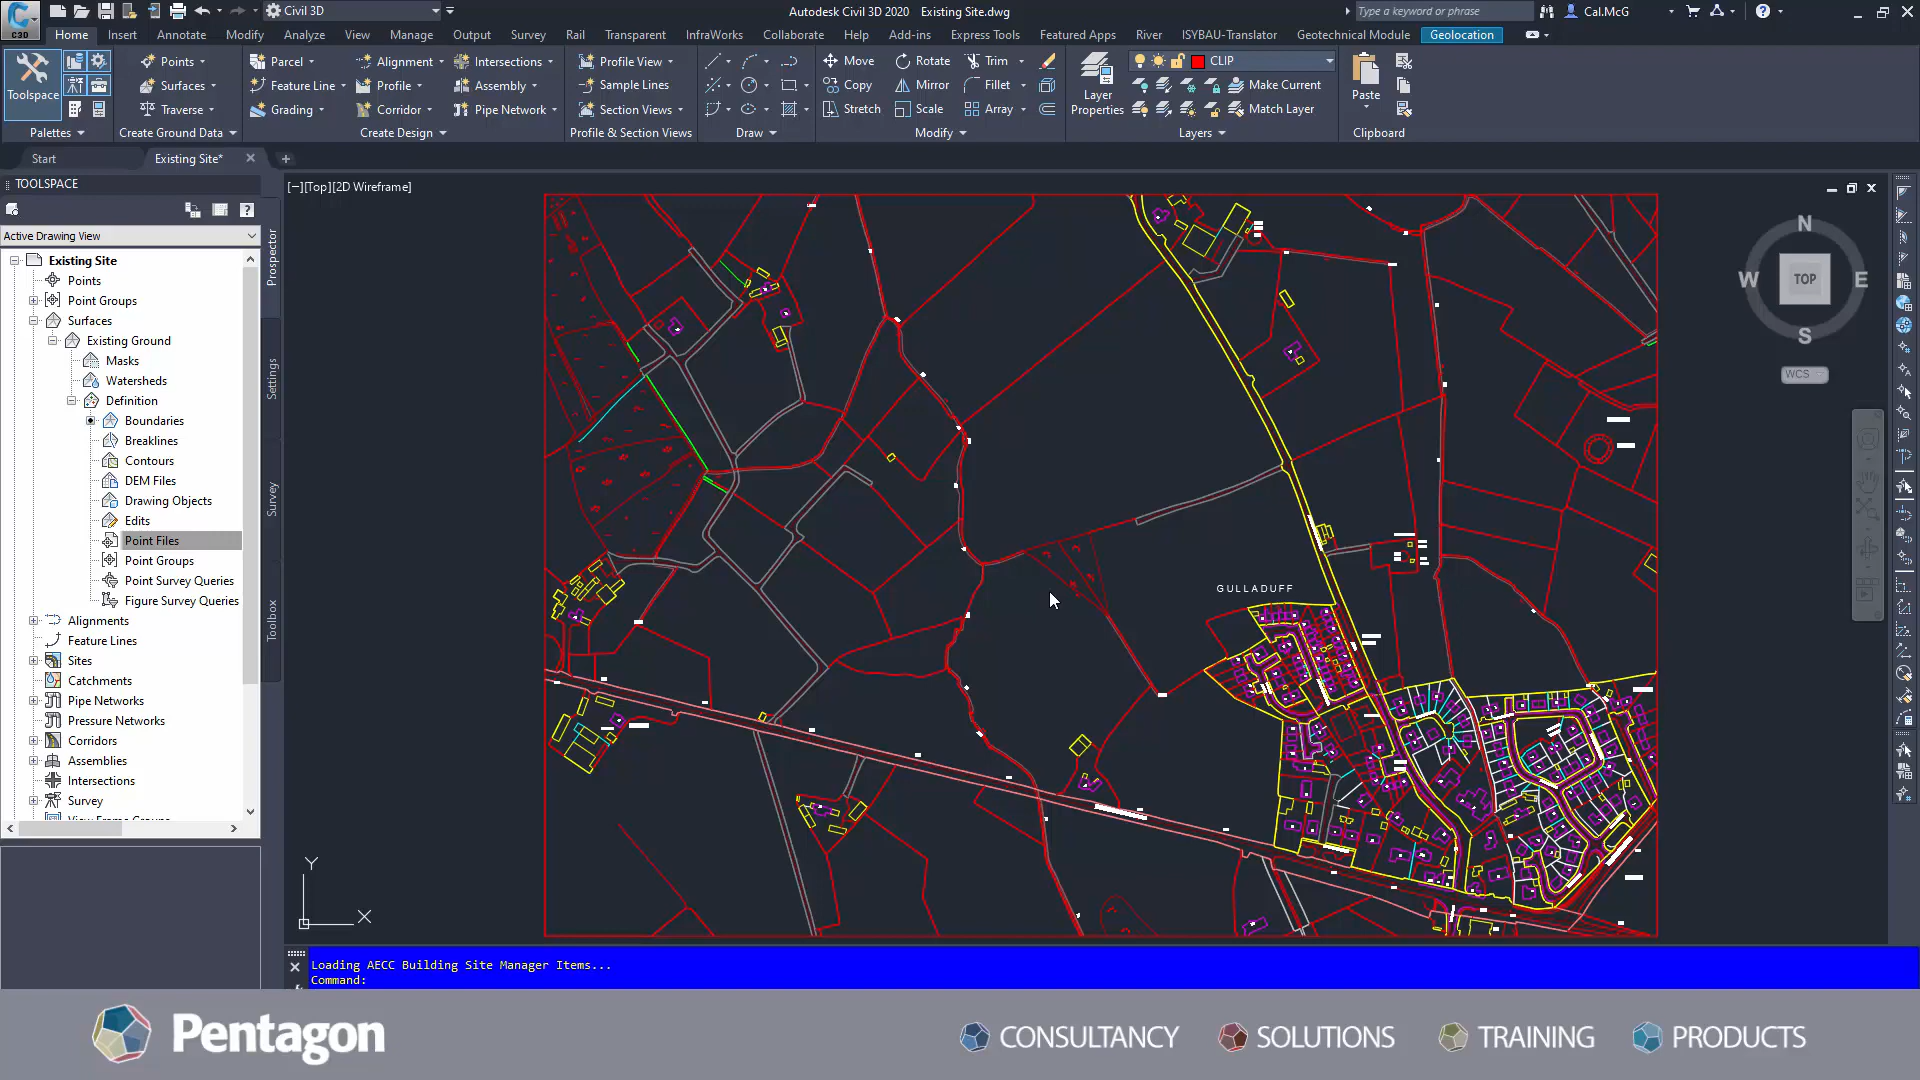 Civil 3D
Autodesk Civil 3D 2020 Existing Site.dwg
Type a keyword or phrase
Cal.McG
C3D
Home Insert Annotate Modify Analyze View Manage Output Survey Rail Transparent InfraWorks Collaborate Help Add-ins Express Tools Featured Apps River ISYBAU-Translator Geotechnical Module Geolocation
Points Parcel Alignment Intersections Profile View Move Rotate Trim CLIP
Toolspace Surfaces Feature Line Profile Assembly Sample Lines Copy Mirror Fillet Layer Properties Make Current Paste
Traverse Grading Corridor Pipe Network Section Views Stretch Scale Array Match Layer
Palettes Create Ground Data Create Design Profile & Section Views Draw Modify Layers Clipboard
Start Existing Site*
TOOLSPACE
[−][Top][2D Wireframe]
Active Drawing View
Existing Site
Points
Point Groups
Surfaces
Existing Ground
Masks
Watersheds
Definition
Boundaries
Breaklines
Contours
DEM Files
Drawing Objects
Edits
Point Files
Point Groups
Point Survey Queries
Figure Survey Queries
Alignments
Feature Lines
Sites
Catchments
Pipe Networks
Pressure Networks
Corridors
Assemblies
Intersections
Survey
View Frame Groups
Prospector
Settings
Survey
Toolbox
N
W TOP E
S
WCS
GULLADUFF
Y
X
Loading AECC Building Site Manager Items...
Command:
Pentagon CONSULTANCY SOLUTIONS TRAINING PRODUCTS